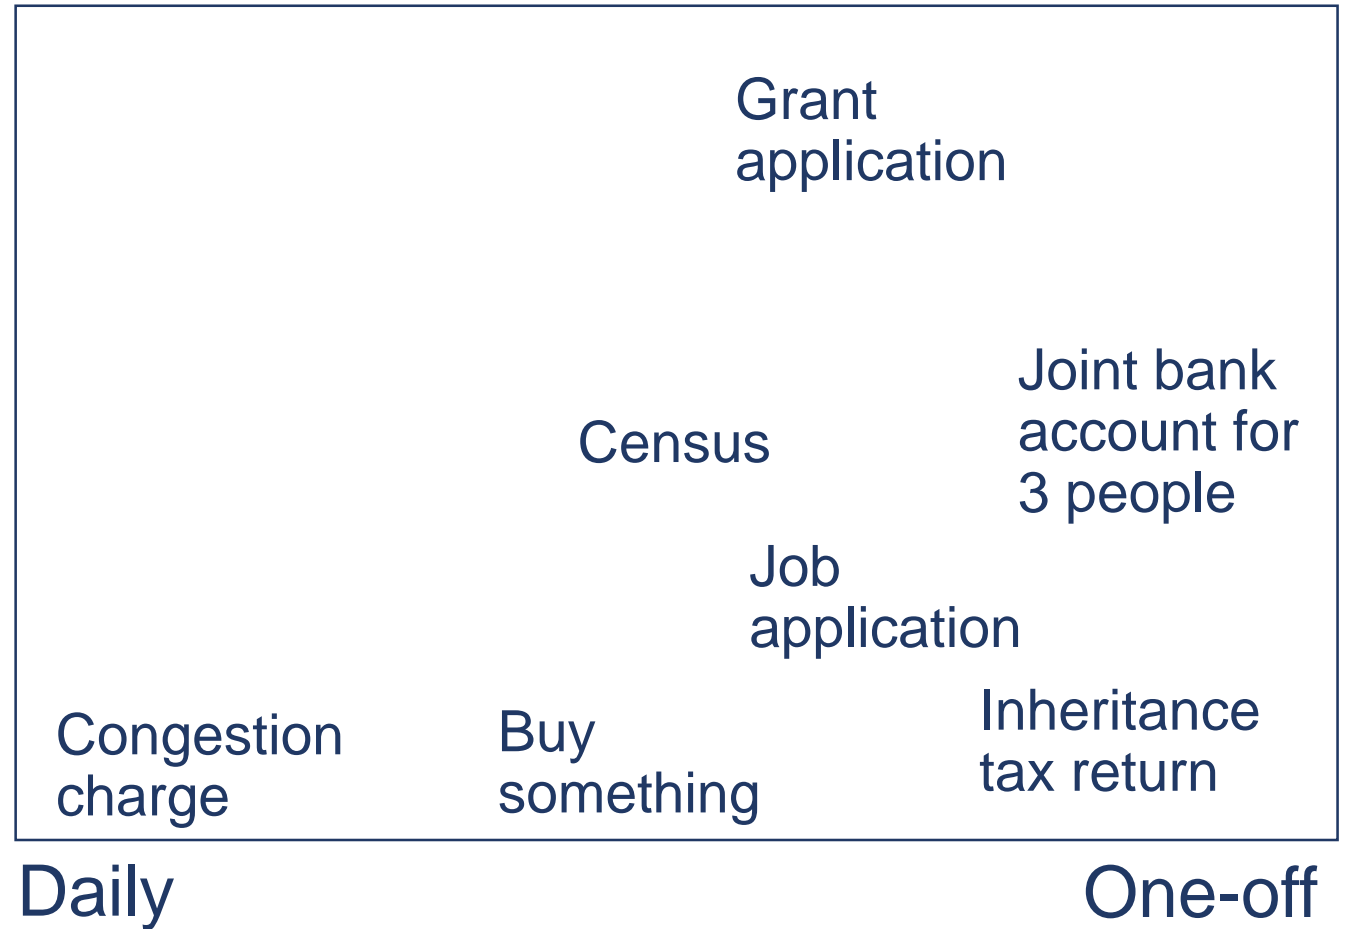 Grant
application
Joint bank
account for
3 people
Census
Job
application
Congestion
charge
Buy
something
Inheritance
tax return
Daily
One-off